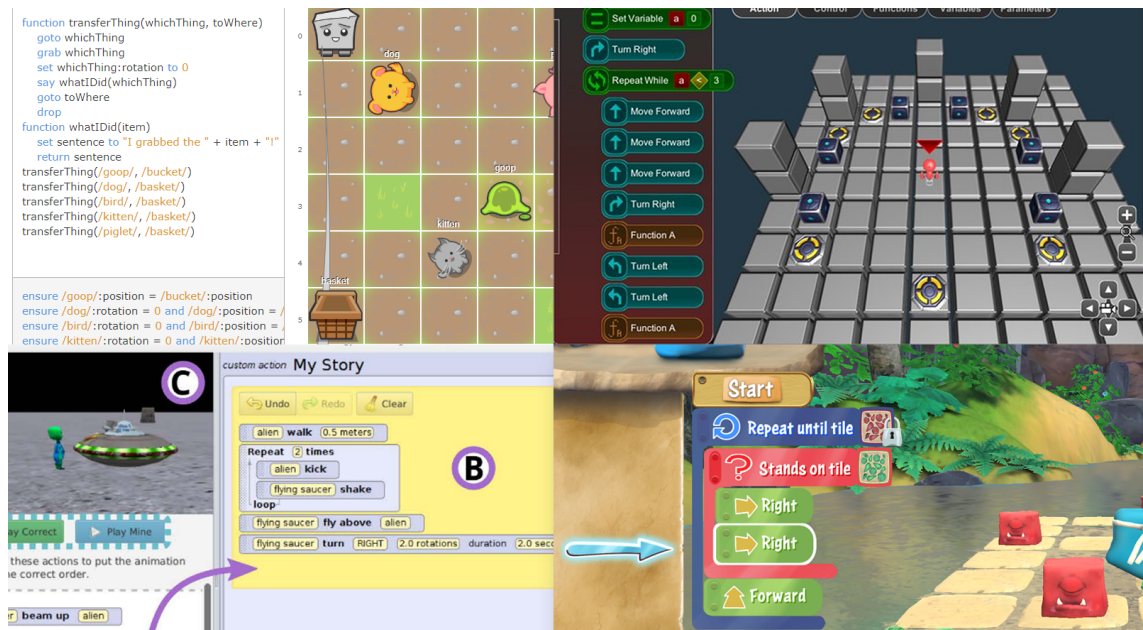 function transferThing(whichThing, toWhere)
goto whichThing
grab whichThing
set whichThing:rotation to 0
say whatIDid(whichThing)
goto toWhere
drop
function whatIDid(item)
set sentence to "I grabbed the " + item + "!"
return sentence
transferThing(/goop/, /bucket/)
transferThing(/dog/, /basket/)
transferThing(/bird/, /basket/)
transferThing(/kitten/, /basket/)
transferThing(/piglet/, /basket/)
ensure /goop/:position = /bucket/:position
ensure /dog/:rotation = 0 and /dog/:position = /
ensure /bird/:rotation = 0 and /bird/:position = /
ensure /kitten/:rotation = 0 and /kitten/:position
0
dog
1
2
goop
3
kitten
4
basket
5
Action Control Functions Variables Parameters
Set Variable a 0
Turn Right
Repeat While a < 3
Move Forward
Move Forward
Move Forward
Turn Right
Function A
Turn Left
Turn Left
Function A
C
ay Correct Play Mine
these actions to put the animation
e correct order.
beam up alien
custom action My Story
Undo Redo Clear
alien walk 0.5 meters
Repeat 2 times
alien kick
flying saucer shake
loop
flying saucer fly above alien
flying saucer turn RIGHT 2.0 rotations duration 2.0 seco
B
Start
Repeat until tile
Stands on tile
Right
Right
Forward